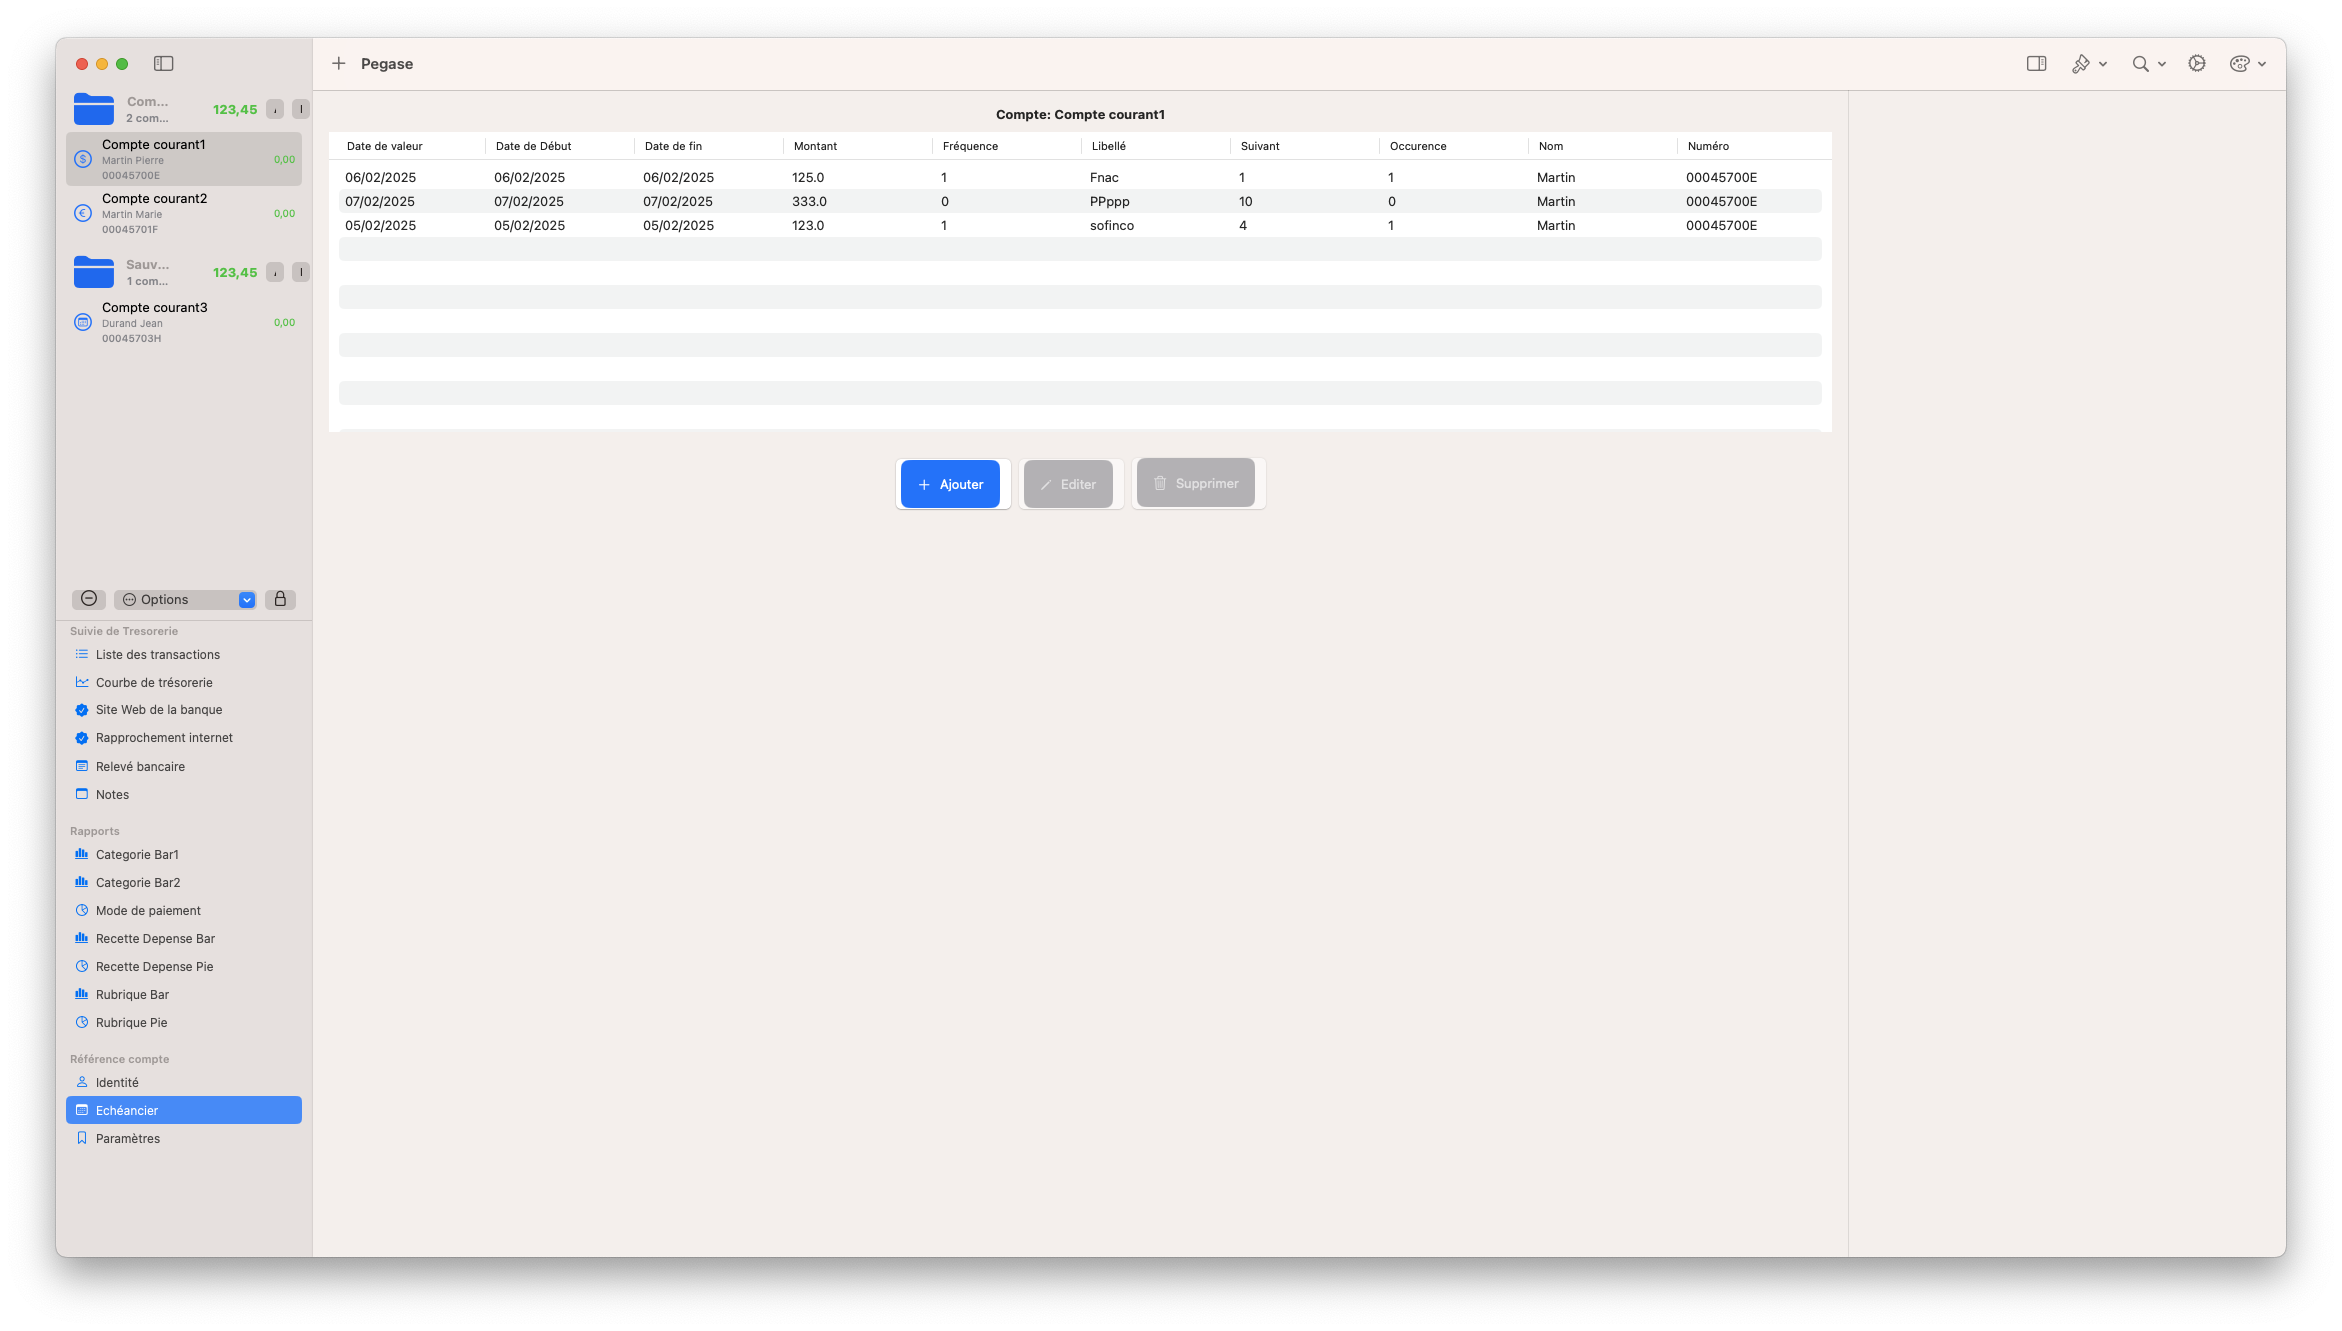 Pegase
Com...
2 com...
123,45
Compte courant1
Martin Pierre
00045700E
0,00
Compte courant2
Martin Marie
00045701F
0,00
Sauv...
1 com...
123,45
Compte courant3
Durand Jean
00045703H
0,00
Options
Suivie de Tresorerie
Liste des transactions
Courbe de trésorerie
Site Web de la banque
Rapprochement internet
Relevé bancaire
Notes
Rapports
Categorie Bar1
Categorie Bar2
Mode de paiement
Recette Depense Bar
Recette Depense Pie
Rubrique Bar
Rubrique Pie
Référence compte
Identité
Echéancier
Paramètres
Compte: Compte courant1
Date de valeur Date de Début Date de fin Montant Fréquence Libellé Suivant Occurence Nom Numéro
06/02/2025 06/02/2025 06/02/2025 125.0 1 Fnac 1 1 Martin 00045700E
07/02/2025 07/02/2025 07/02/2025 333.0 0 PPppp 10 0 Martin 00045700E
05/02/2025 05/02/2025 05/02/2025 123.0 1 sofinco 4 1 Martin 00045700E
Ajouter Editer Supprimer